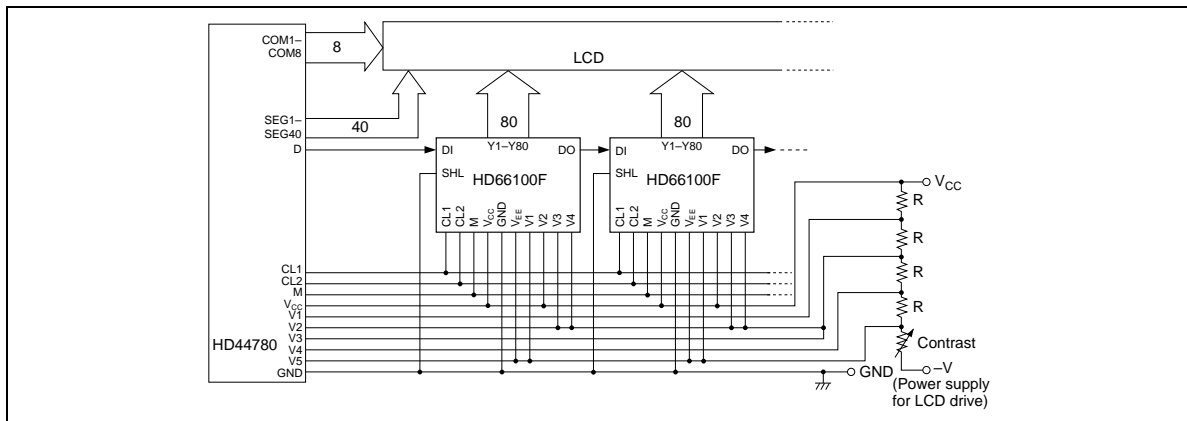 COM1–
COM8
8
LCD
SEG1–
SEG40
40
80
80
D
DI
Y1–Y80
DO
DI
Y1–Y80
DO
SHL
HD66100F
SHL
HD66100F
CL1
CL2
M
VCC
GND
VEE
V1
V2
V3
V4
CL1
CL2
M
VCC
GND
VEE
V1
V2
V3
V4
VCC
R
R
R
R
CL1
CL2
M
VCC
V1
V2
V3
V4
V5
GND
HD44780
Contrast
GND
–V
(Power supply
for LCD drive)